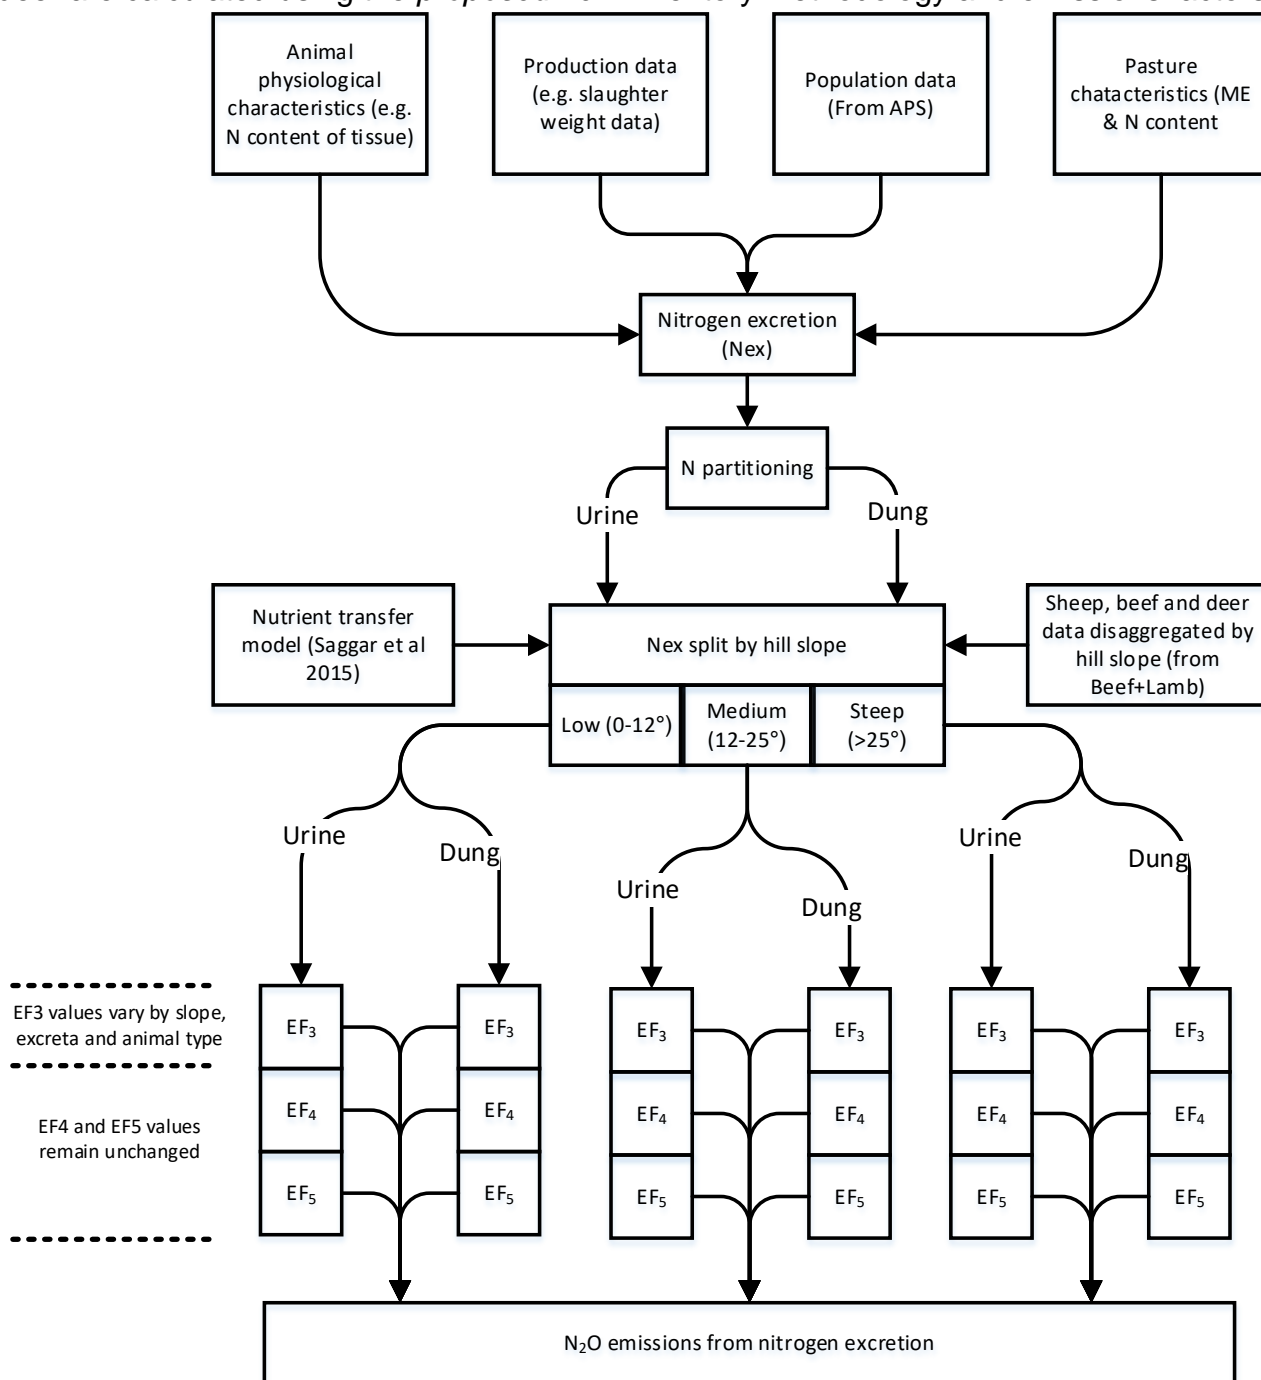 are calculated using the proposed
Animal
physiological
characteristics (e.g.
N content of tissue)
Production data
(e.g. slaughter
weight data)
Population data
(From APS)
Pasture
chatacteristics (ME
& N content
Nitrogen excretion
(Nex)
N partitioning
Urine
Dung
Nutrient transfer
model (Saggar et al
2015)
Nex split by hill slope
Sheep, beef and deer
data disaggregated by
hill slope (from
Beef+Lamb)
Low (0-12°)
Medium
(12-25°)
Steep
(>25°)
Urine
Dung
Urine
Dung
Urine
Dung
EF3 values vary by slope,
excreta and animal type
EF₃
EF₃
EF₃
EF₃
EF₃
EF₃
EF4 and EF5 values
remain unchanged
EF₄
EF₄
EF₄
EF₄
EF₄
EF₄
EF₅
EF₅
EF₅
EF₅
EF₅
EF₅
N₂O emissions from nitrogen excretion